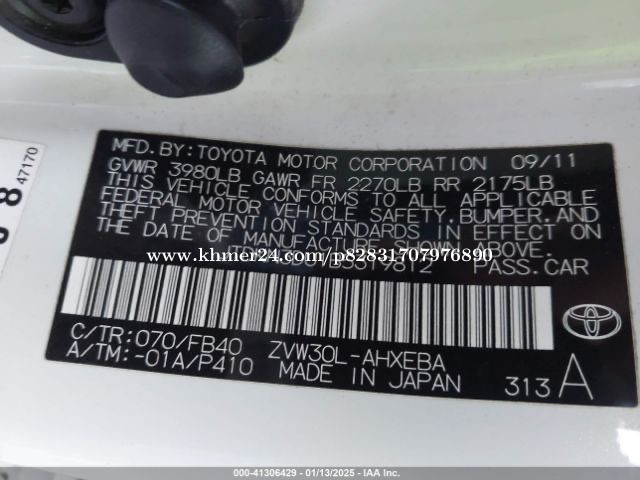 47170
8
MFD. BY: TOYOTA MOTOR CORPORATION 09/11
GVWR 3980LB GAWR FR 2270LB RR 2175LB
THIS VEHICLE CONFORMS TO ALL APPLICABLE
FEDERAL MOTOR VEHICLE SAFETY, BUMPER, AND
THEFT PREVENTION STANDARDS IN EFFECT ON
THE DATE OF MANUFACTURE SHOWN ABOVE.
www.khmer24.com/p82831707976890
PASS. CAR
C/TR: 070/FB40 ZVW30L-AHXEBA
A/TM: -01A/P410 MADE IN JAPAN 313 A
TOYOTA
000-41306429 - 01/13/2025 - IAA Inc.